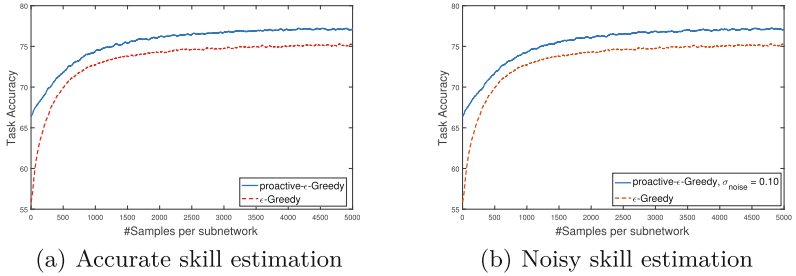 80
75
70
65
60
55
Task Accuracy
0 500 1000 1500 2000 2500 3000 3500 4000 4500 5000
#Samples per subnetwork
proactive-ϵ-Greedy
ϵ-Greedy
(a) Accurate skill estimation
80
75
70
65
60
55
Task Accuracy
0 500 1000 1500 2000 2500 3000 3500 4000 4500 5000
#Samples per subnetwork
proactive-ϵ-Greedy, σnoise = 0.10
ϵ-Greedy
(b) Noisy skill estimation